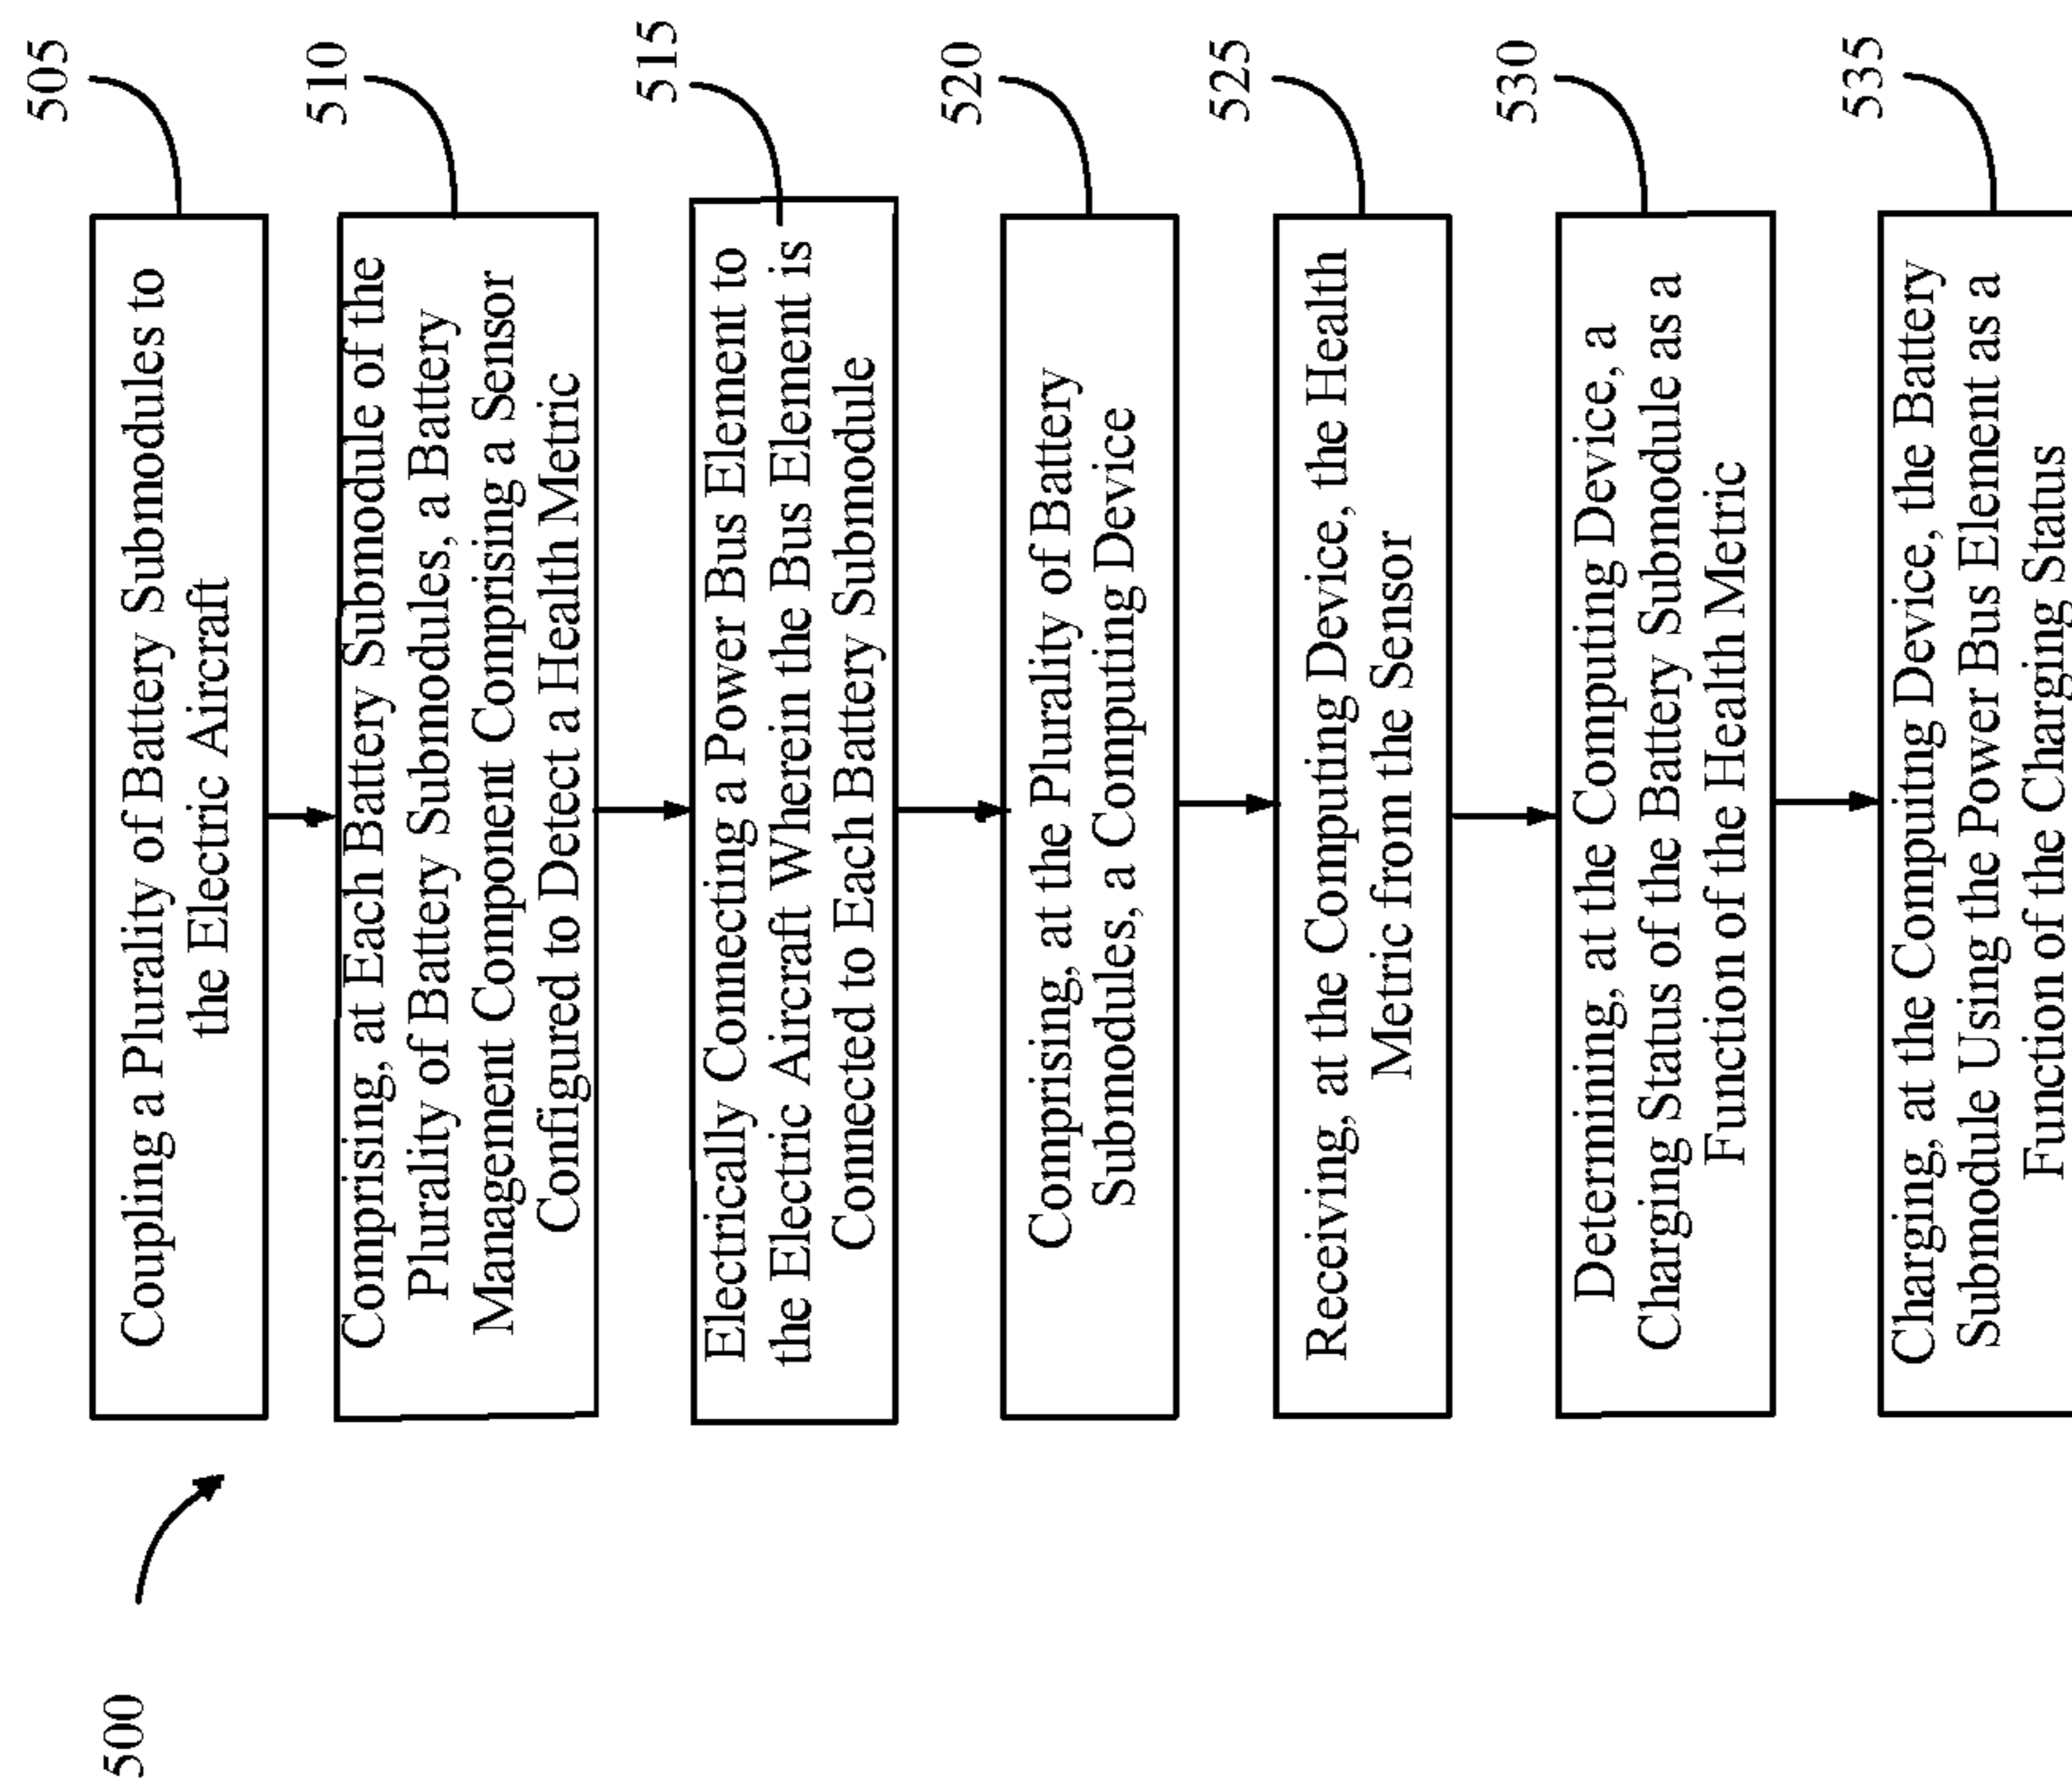 500
505
Coupling a Plurality of Battery Submodules to
the Electric Aircraft
510
Comprising, at Each Battery Submodule of the
Plurality of Battery Submodules, a Battery
Management Component Comprising a Sensor
Configured to Detect a Health Metric
515
Electrically Connecting a Power Bus Element to
the Electric Aircraft Wherein the Bus Element is
Connected to Each Battery Submodule
520
Comprising, at the Plurality of Battery
Submodules, a Computing Device
525
Receiving, at the Computing Device, the Health
Metric from the Sensor
530
Determining, at the Computing Device, a
Charging Status of the Battery Submodule as a
Function of the Health Metric
535
Charging, at the Computing Device, the Battery
Submodule Using the Power Bus Element as a
Function of the Charging Status